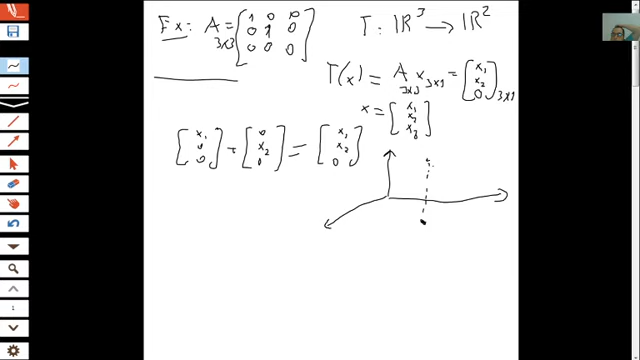 Ex: A = [1 0 0; 0 1 0; 0 0 0] 3x3
T: IR³ → IR²
T(x) = A 3x3 x 3x1 = [x₁ x₂ 0] 3x1
x = [x₁ x₂ x₃]
[x₁ 0 0] + [0 x₂ 0] = [x₁ x₂ 0]